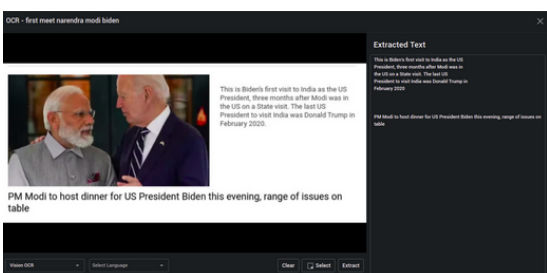 OCR - first meet narendra modi biden
Extracted Text
This is Biden's first visit to India as the US
President, three months after Modi was in
the US on a State visit. The last US
President to visit India was Donald Trump in
February 2020.
PM Modi to host dinner for US President Biden this evening, range of issues on
table
This is Biden's first visit to India as the US
President, three months after Modi was in
the US on a State visit. The last US
President to visit India was Donald Trump in
February 2020
PM Modi to host dinner for US President Biden this evening, range of issues on
table
Vision OCR
Select Language
Clear
Select
Extract